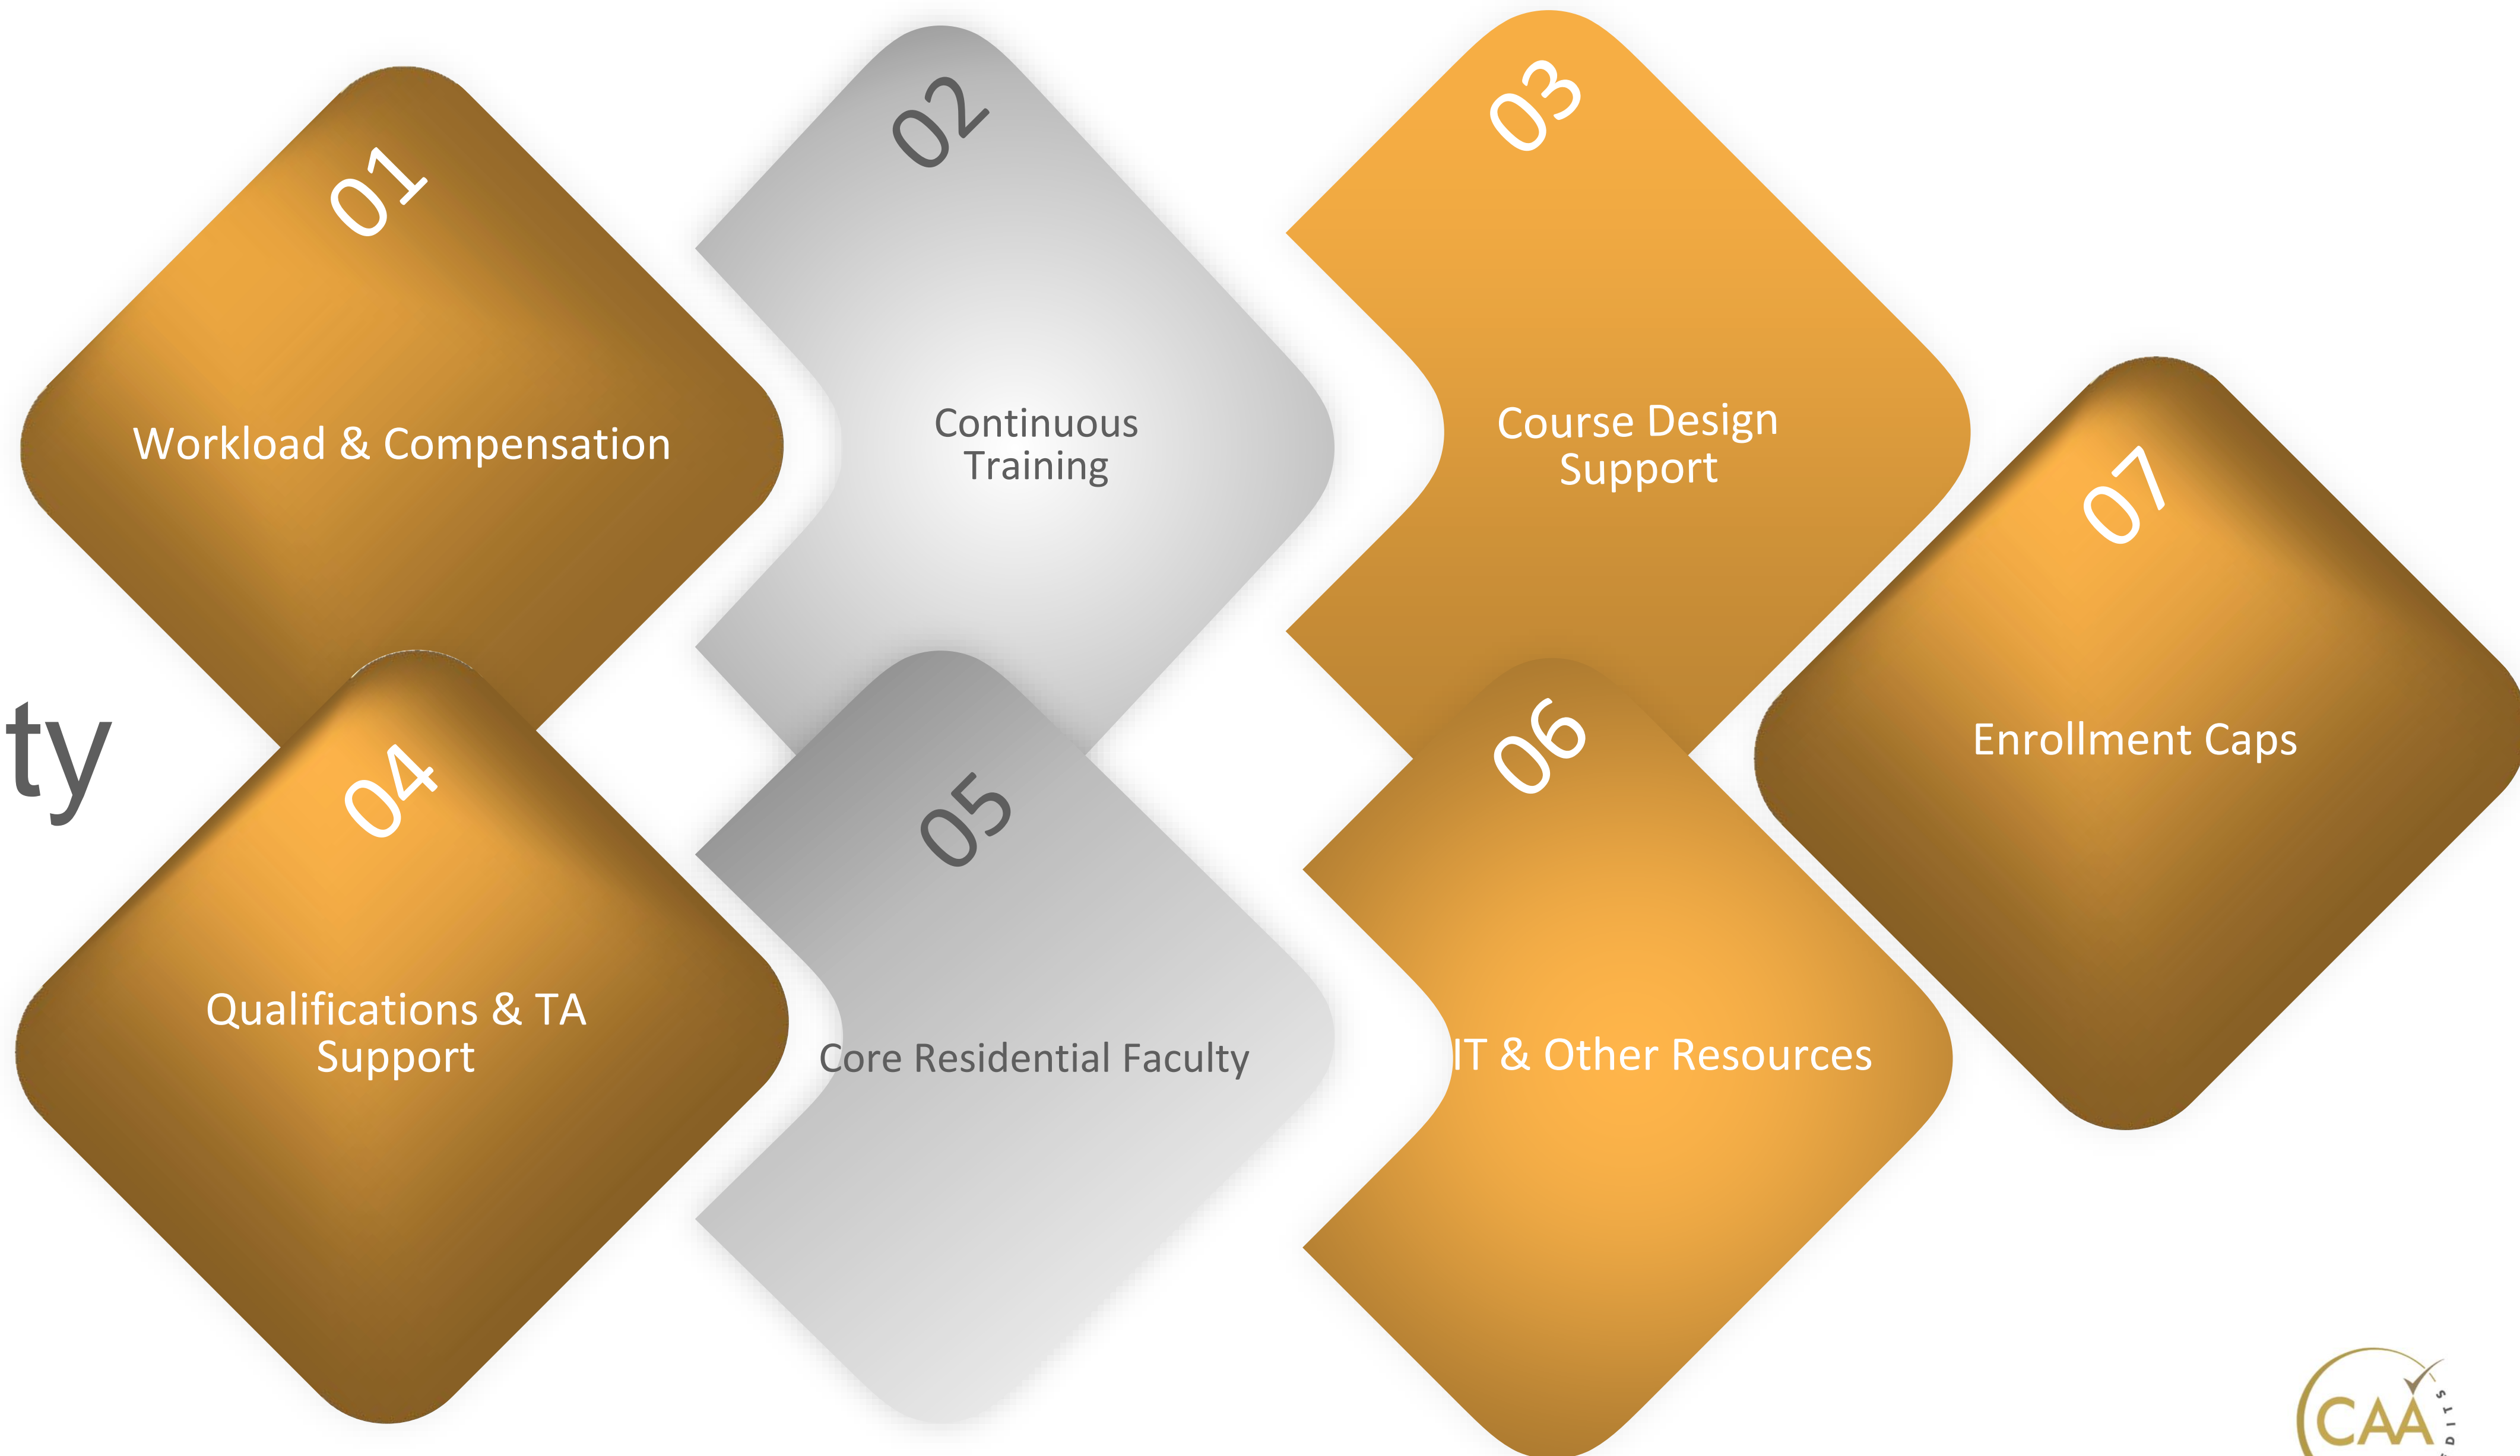 01
Workload & Compensation
02
Continuous
Training
03
Course Design
Support
ty
04
Qualifications & TA
Support
05
Core Residential Faculty
06
IT & Other Resources
07
Enrollment Caps
CAA